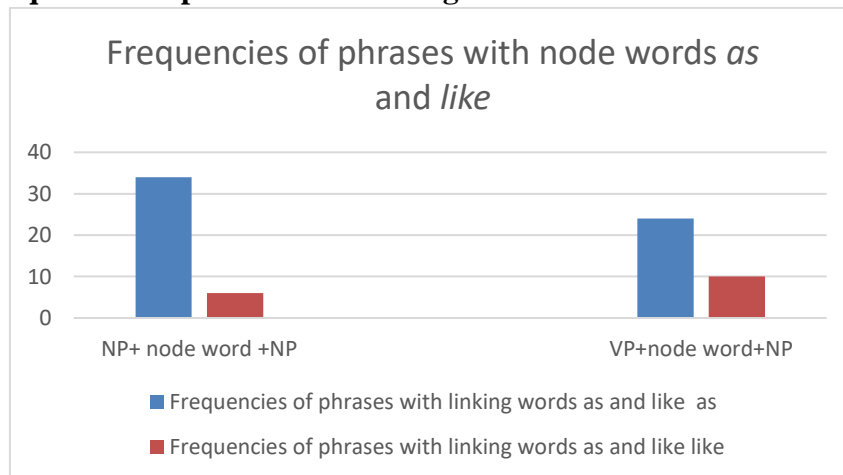 Frequencies of phrases with node words as
and like
40
30
20
10
0
NP+ node word +NP
VP+node word+NP
Frequencies of phrases with linking words as and like  as
Frequencies of phrases with linking words as and like like